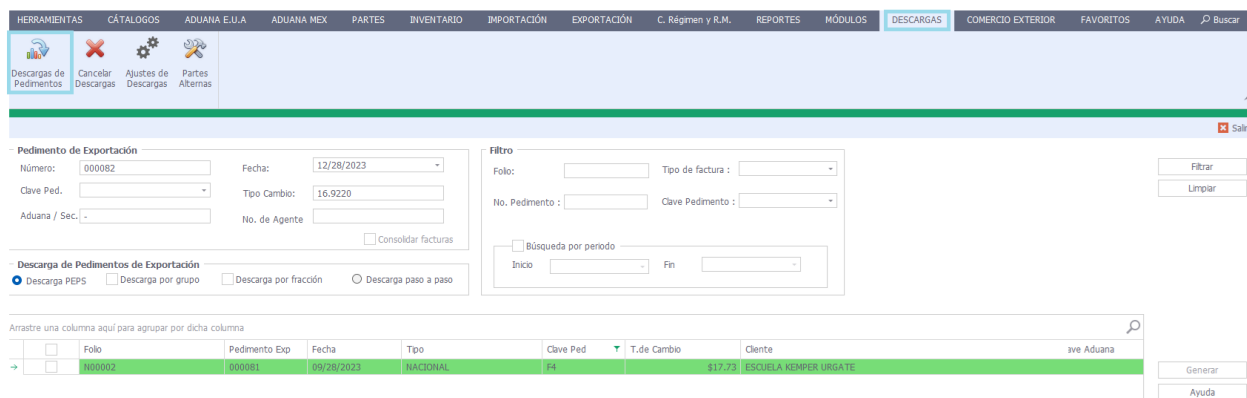 HERRAMIENTAS CÁTALOGOS ADUANA E.U.A ADUANA MEX PARTES INVENTARIO IMPORTACIÓN EXPORTACIÓN C. Régimen y R.M. REPORTES MÓDULOS DESCARGAS COMERCIO EXTERIOR FAVORITOS AYUDA Buscar
Descargas de Pedimentos
Cancelar Descargas
Ajustes de Descargas
Partes Alternas
Salir
Pedimento de Exportación
Número: 000082 Fecha: 12/28/2023
Clave Ped. Tipo Cambio: 16.9220
Aduana / Sec. - No. de Agente
Consolidar facturas
Filtro
Folio: Tipo de factura :
No. Pedimento : Clave Pedimento :
Búsqueda por periodo
Inicio Fin
Filtrar
Limpiar
Descarga de Pedimentos de Exportación
Descarga PEPS Descarga por grupo Descarga por fracción Descarga paso a paso
Arrastre una columna aquí para agrupar por dicha columna
Folio Pedimento Exp Fecha Tipo Clave Ped T.de Cambio Cliente ave Aduana
N00002 000081 09/28/2023 NACIONAL F4 $17.73 ESCUELA KEMPER URGATE
Generar
Ayuda